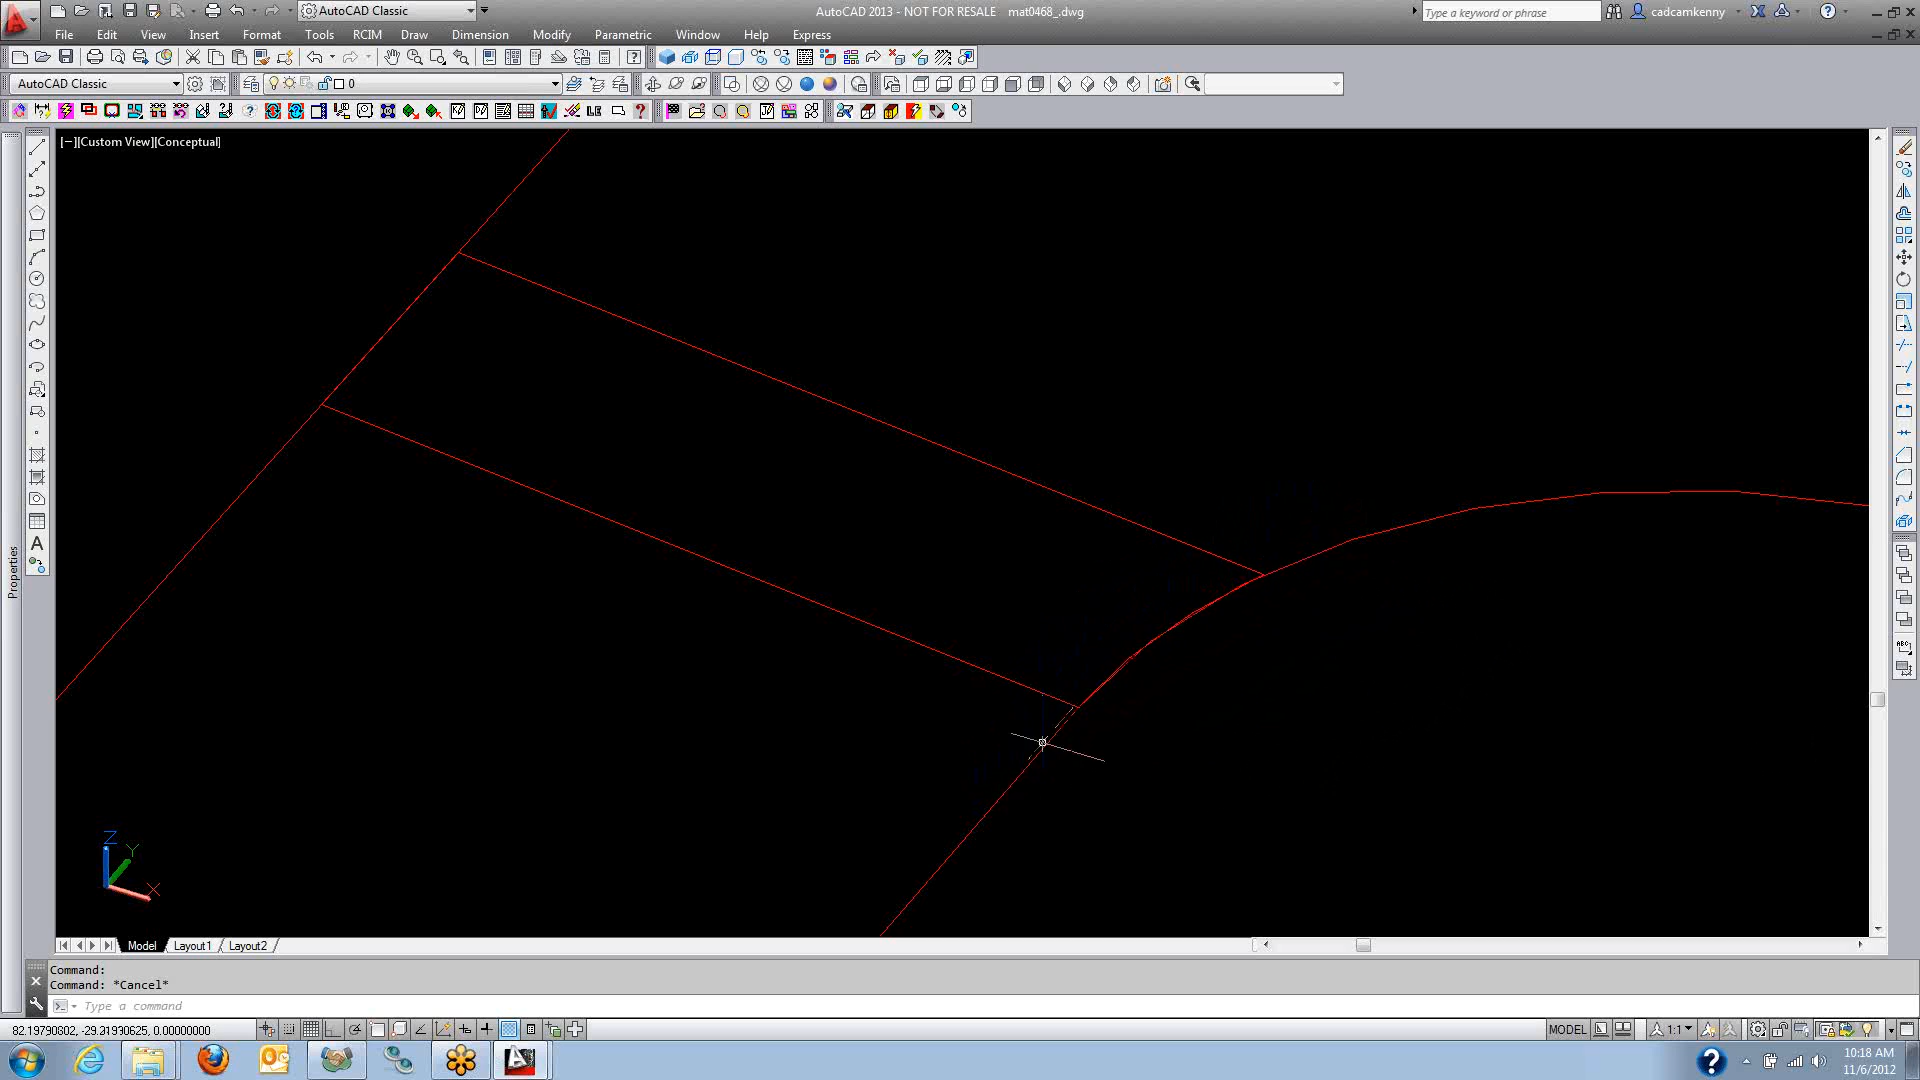 AutoCAD Classic
AutoCAD 2013 - NOT FOR RESALE mat0468_.dwg
Type a keyword or phrase
cadcamkenny
File Edit View Insert Format Tools RCIM Draw Dimension Modify Parametric Window Help Express
AutoCAD Classic
0
[−][Custom View][Conceptual]
Properties
A
ABC
Z
Y
X
Model Layout1 Layout2
Command:
Command: *Cancel*
Type a command
82.19790802, -29.31990625, 0.00000000
MODEL
1:1
10:18 AM
11/6/2012